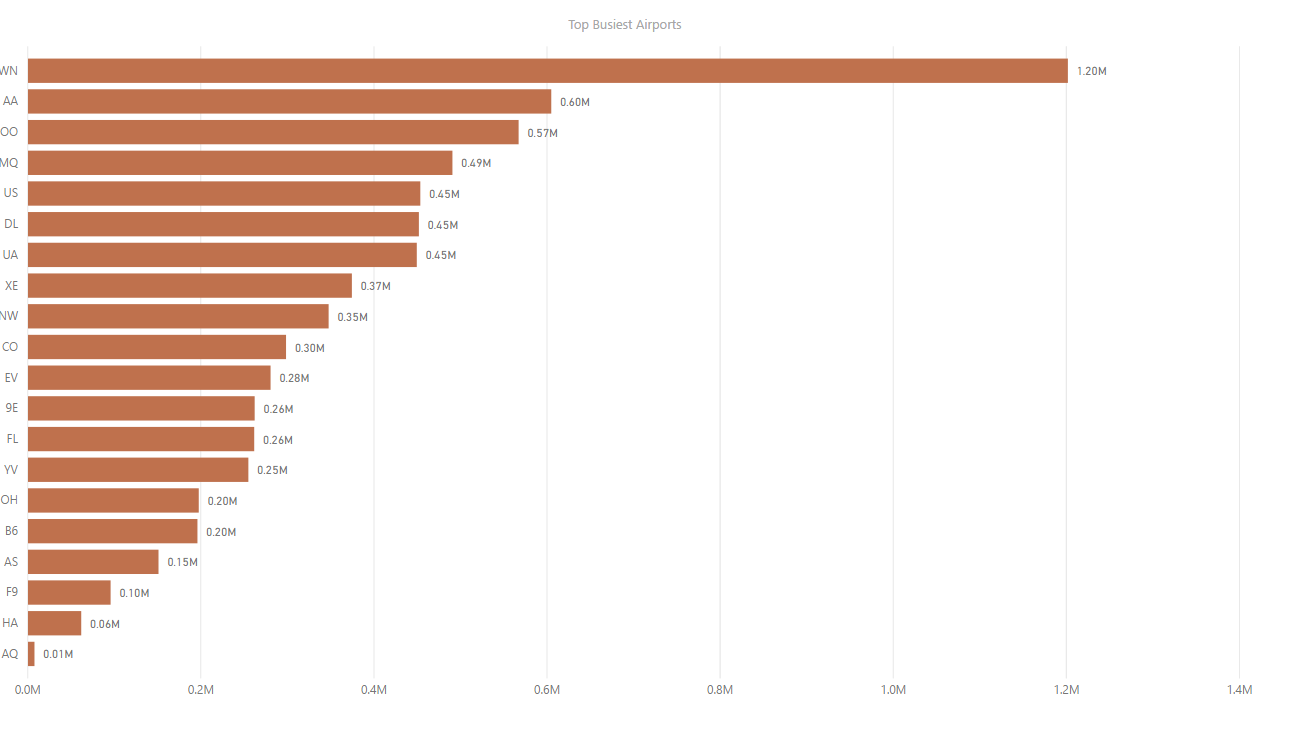 Top Busiest Airports
WN 1.20M
AA 0.60M
OO 0.57M
MQ 0.49M
US 0.45M
DL 0.45M
UA 0.45M
XE 0.37M
NW 0.35M
CO 0.30M
EV 0.28M
9E 0.26M
FL 0.26M
YV 0.25M
OH 0.20M
B6 0.20M
AS 0.15M
F9 0.10M
HA 0.06M
AQ 0.01M
0.0M 0.2M 0.4M 0.6M 0.8M 1.0M 1.2M 1.4M